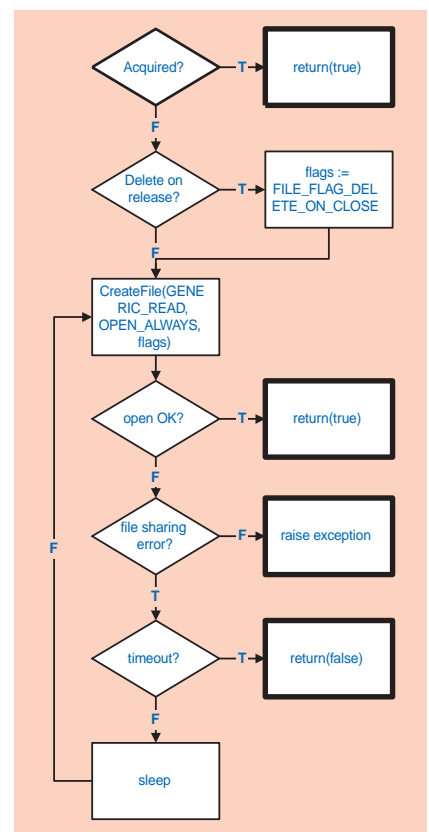 Acquired?
T
return(true)
F
Delete on
release?
T
flags :=
FILE_FLAG_DEL
ETE_ON_CLOSE
F
CreateFile(GENE
RIC_READ,
OPEN_ALWAYS,
flags)
open OK?
T
return(true)
F
file sharing
error?
F
raise exception
F
T
timeout?
T
return(false)
F
sleep